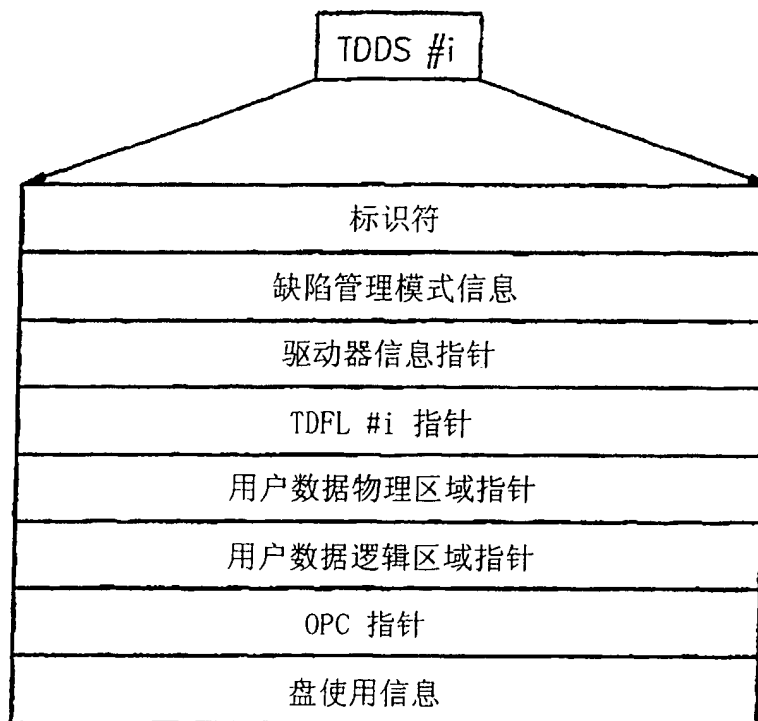 TDDS #i
标识符
缺陷管理模式信息
驱动器信息指针
TDFL #i 指针
用户数据物理区域指针
用户数据逻辑区域指针
OPC 指针
盘使用信息